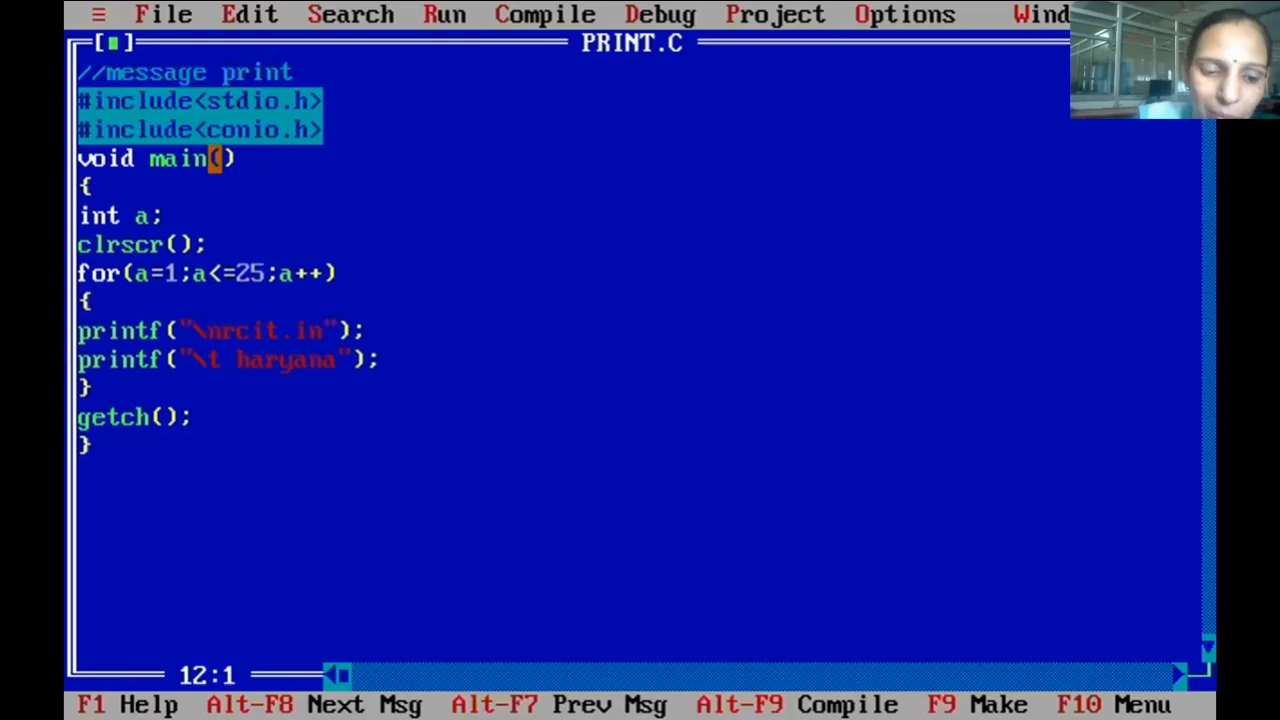 ≡ File Edit Search Run Compile Debug Project Options Wind
[■] PRINT.C
//message print
#include<stdio.h>
#include<conio.h>
void main()
{
int a;
clrscr();
for(a=1;a<=25;a++)
{
printf("\nrcit.in");
printf("\t haryana");
}
getch();
}
12:1
F1 Help Alt-F8 Next Msg Alt-F7 Prev Msg Alt-F9 Compile F9 Make F10 Menu